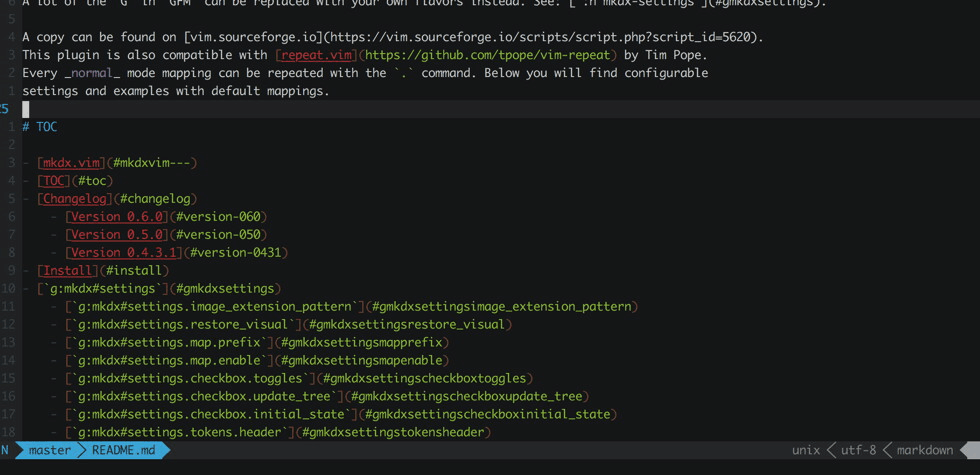 6 A lot of the "G" in "GFM" can be replaced with your own flavors instead. See: [`:h mkdx-settings`](#gmkdxsettings).
5
4 A copy can be found on [vim.sourceforge.io](https://vim.sourceforge.io/scripts/script.php?script_id=5620).
3 This plugin is also compatible with [repeat.vim](https://github.com/tpope/vim-repeat) by Tim Pope.
2 Every _normal_ mode mapping can be repeated with the `.` command. Below you will find configurable
1 settings and examples with default mappings.
25
1 # TOC
2
3 - [mkdx.vim](#mkdxvim---)
4 - [TOC](#toc)
5 - [Changelog](#changelog)
6 - [Version 0.6.0](#version-060)
7 - [Version 0.5.0](#version-050)
8 - [Version 0.4.3.1](#version-0431)
9 - [Install](#install)
10 - [`g:mkdx#settings`](#gmkdxsettings)
11 - [`g:mkdx#settings.image_extension_pattern`](#gmkdxsettingsimage_extension_pattern)
12 - [`g:mkdx#settings.restore_visual`](#gmkdxsettingsrestore_visual)
13 - [`g:mkdx#settings.map.prefix`](#gmkdxsettingsmapprefix)
14 - [`g:mkdx#settings.map.enable`](#gmkdxsettingsmapenable)
15 - [`g:mkdx#settings.checkbox.toggles`](#gmkdxsettingscheckboxtoggles)
16 - [`g:mkdx#settings.checkbox.update_tree`](#gmkdxsettingscheckboxupdate_tree)
17 - [`g:mkdx#settings.checkbox.initial_state`](#gmkdxsettingscheckboxinitial_state)
18 - [`g:mkdx#settings.tokens.header`](#gmkdxsettingstokensheader)
N master README.md unix utf-8 markdown